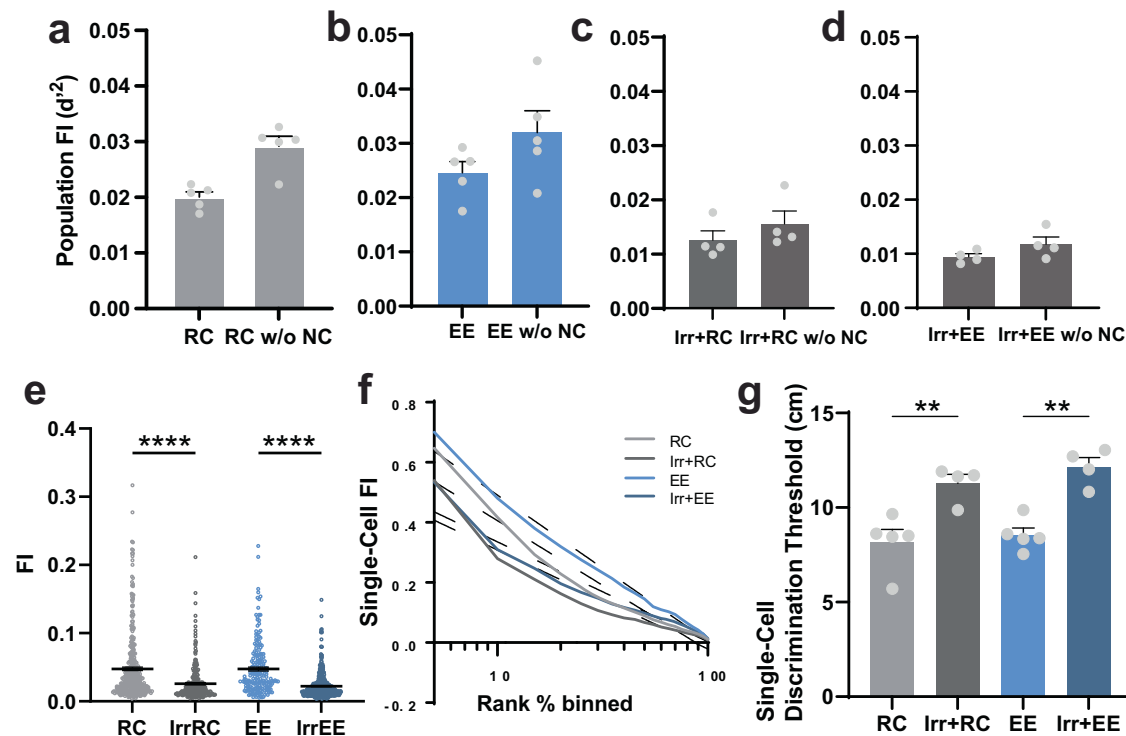 a
Population FI (d'²)
0.05
0.04
0.03
0.02
0.01
0.00
RC
RC w/o NC
b
0.05
0.04
0.03
0.02
0.01
0.00
EE
EE w/o NC
c
0.05
0.04
0.03
0.02
0.01
0.00
Irr+RC
Irr+RC w/o NC
d
0.05
0.04
0.03
0.02
0.01
0.00
Irr+EE
Irr+EE w/o NC
e
FI
0.4
0.3
0.2
0.1
0.0
****
****
RC
IrrRC
EE
IrrEE
f
Single-Cell FI
0.8
0.6
0.4
0.2
0.0
-0.2
10
100
Rank % binned
RC
Irr+RC
EE
Irr+EE
g
Single-Cell
Discrimination Threshold (cm)
15
10
5
0
**
**
RC
Irr+RC
EE
Irr+EE